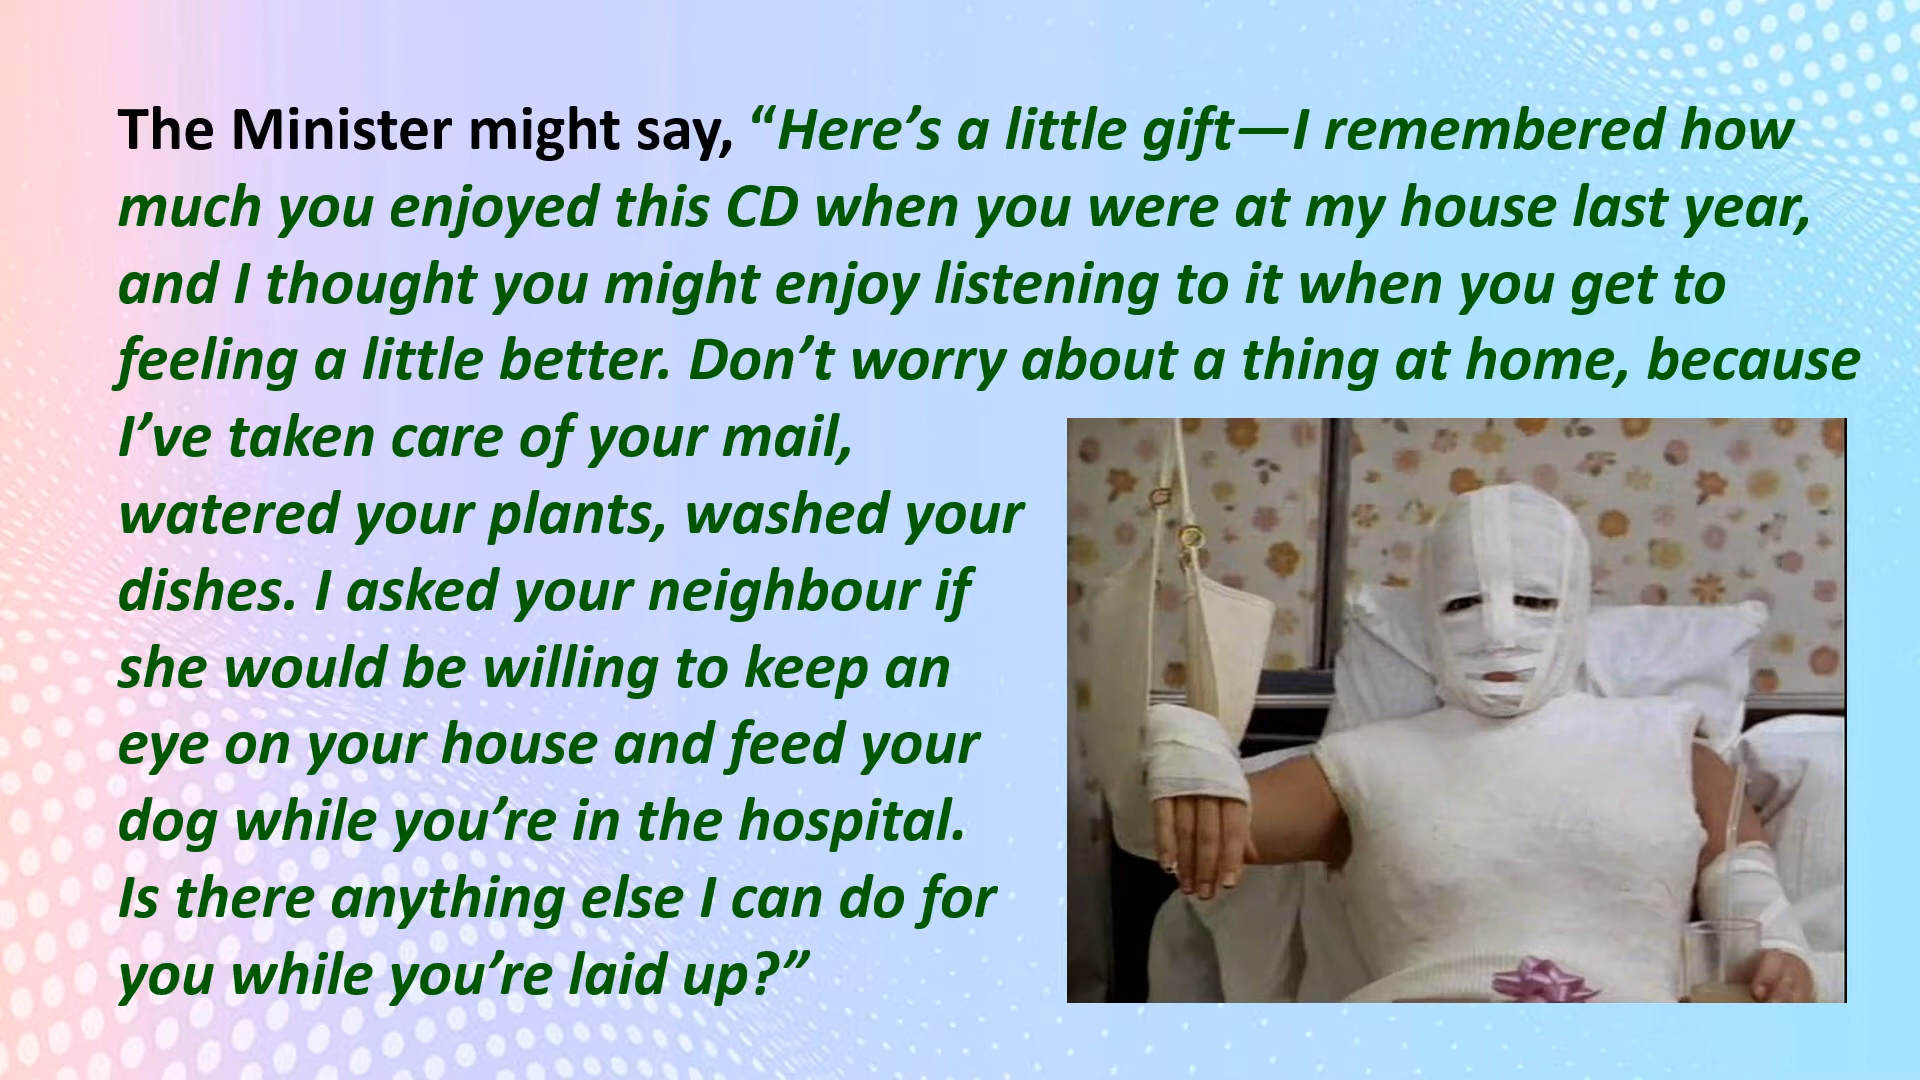 The Minister might say, “Here’s a little gift—I remembered how
much you enjoyed this CD when you were at my house last year,
and I thought you might enjoy listening to it when you get to
feeling a little better. Don’t worry about a thing at home, because
I’ve taken care of your mail,
watered your plants, washed your
dishes. I asked your neighbour if
she would be willing to keep an
eye on your house and feed your
dog while you’re in the hospital.
Is there anything else I can do for
you while you’re laid up?”